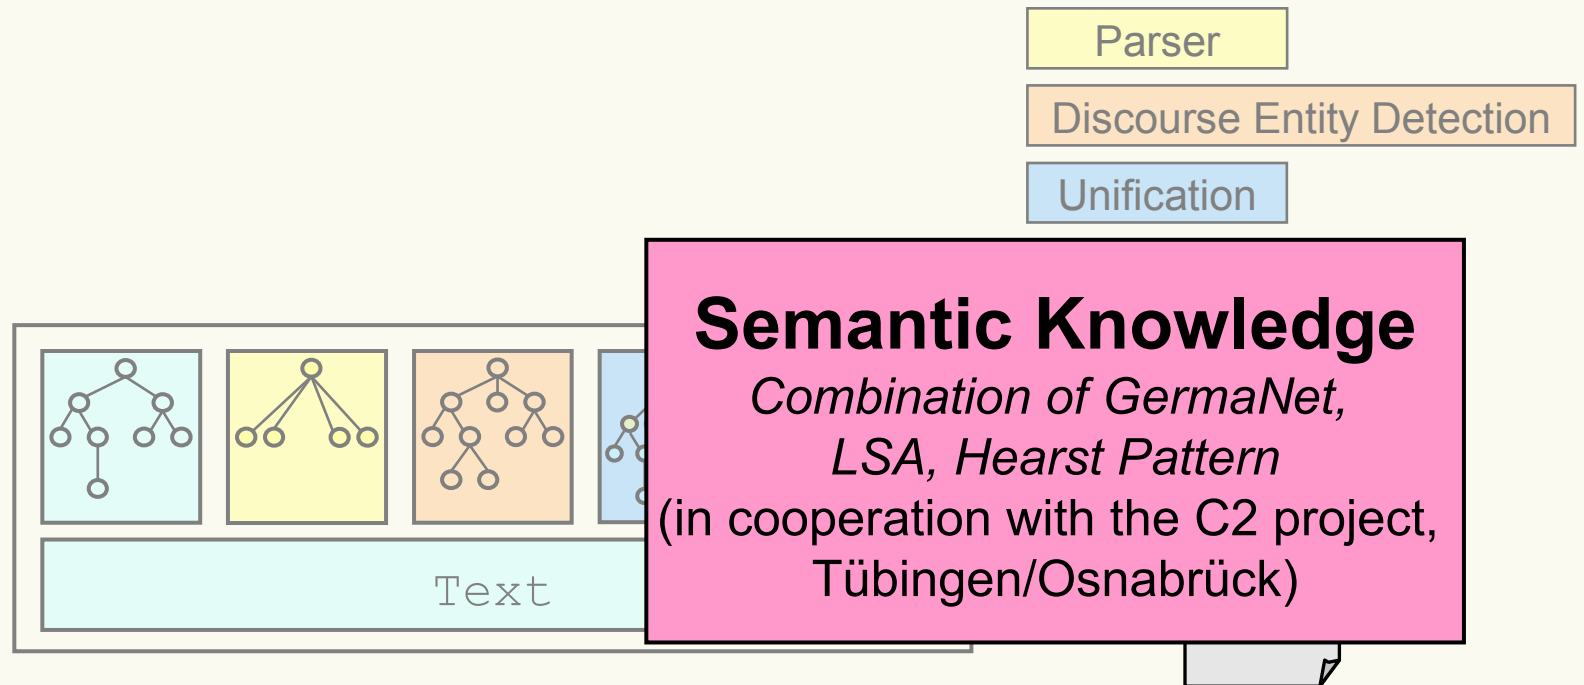 Parser
Discourse Entity Detection
Unification
Semantic Knowledge
Combination of GermaNet,
LSA, Hearst Pattern
(in cooperation with the C2 project,
Tübingen/Osnabrück)
Text